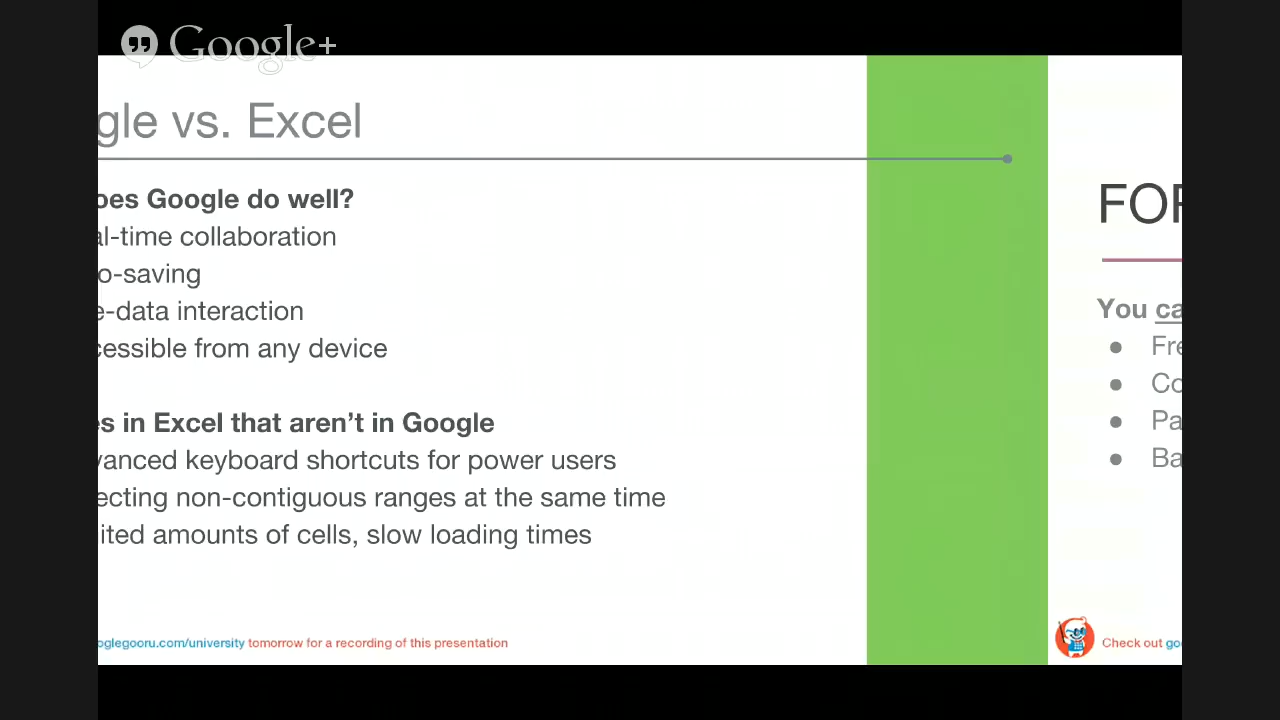 Google+
gle vs. Excel
oes Google do well?
al-time collaboration
o-saving
e-data interaction
cessible from any device
es in Excel that aren't in Google
vanced keyboard shortcuts for power users
ecting non-contiguous ranges at the same time
ited amounts of cells, slow loading times
oglegooru.com/university tomorrow for a recording of this presentation
FOR
You ca
● Fre
● Co
● Pa
● Ba
Check out go